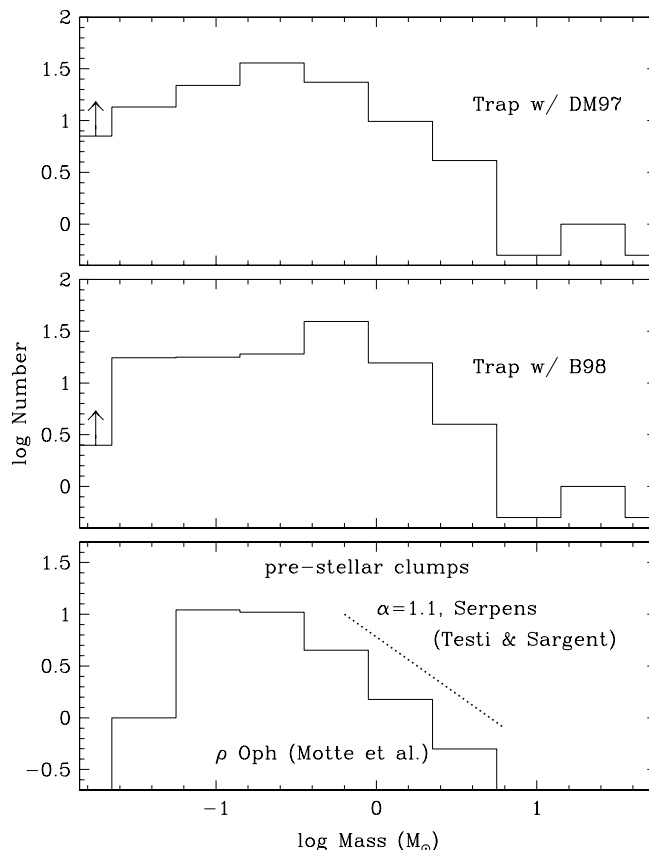 2
1.5
1
0.5
0
Trap w/ DM97
2
1.5
1
0.5
0
Trap w/ B98
log Number
1.5
1
0.5
0
−0.5
pre−stellar clumps
α=1.1, Serpens
(Testi & Sargent)
ρ Oph (Motte et al.)
−1
0
1
log Mass (M⊙)